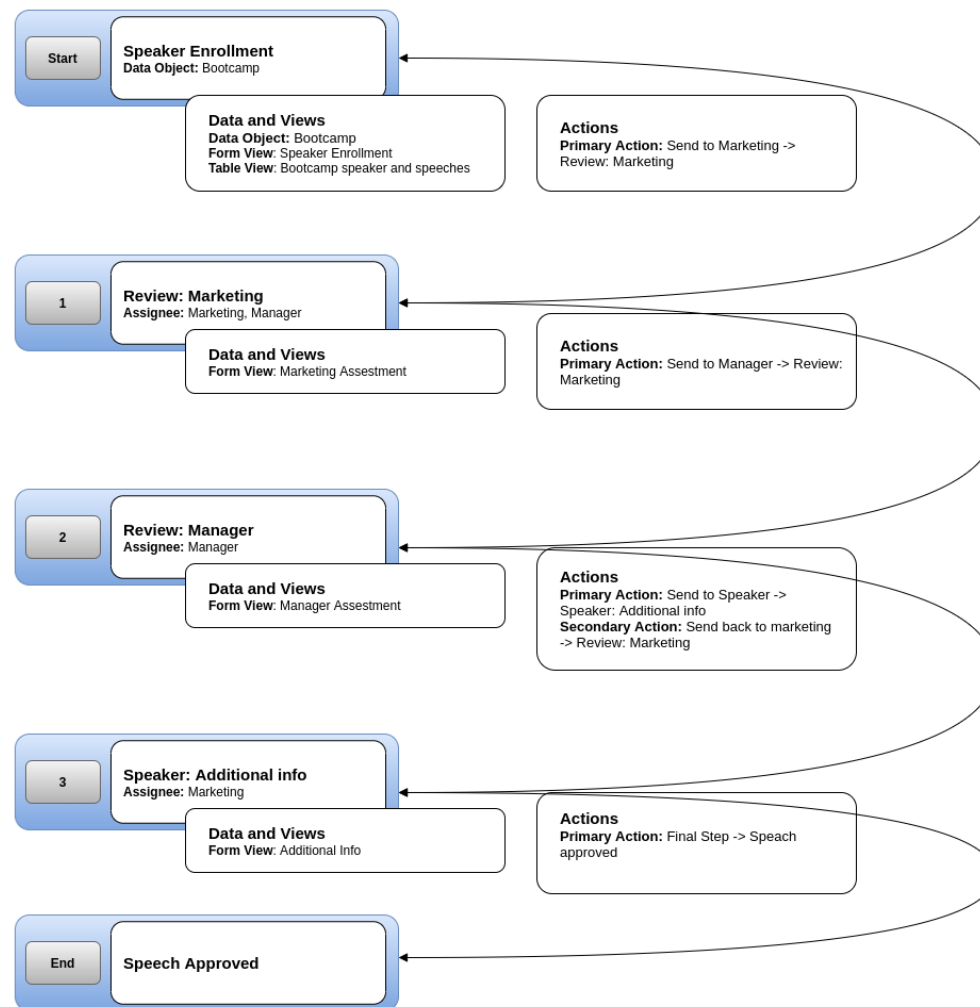 Start
Speaker Enrollment
Data Object: Bootcamp
Data and Views
Data Object: Bootcamp
Form View: Speaker Enrollment
Table View: Bootcamp speaker and speeches
Actions
Primary Action: Send to Marketing ->
Review: Marketing
1
Review: Marketing
Assignee: Marketing, Manager
Data and Views
Form View: Marketing Assestment
Actions
Primary Action: Send to Manager -> Review:
Marketing
2
Review: Manager
Assignee: Manager
Data and Views
Form View: Manager Assestment
Actions
Primary Action: Send to Speaker ->
Speaker: Additional info
Secondary Action: Send back to marketing
-> Review: Marketing
3
Speaker: Additional info
Assignee: Marketing
Data and Views
Form View: Additional Info
Actions
Primary Action: Final Step -> Speach
approved
End
Speech Approved